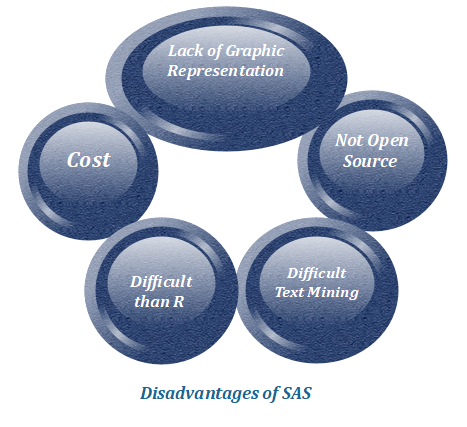 Lack of Graphic
Representation
Cost
Not Open
Source
Difficult
than R
Difficult
Text Mining
Disadvantages of SAS